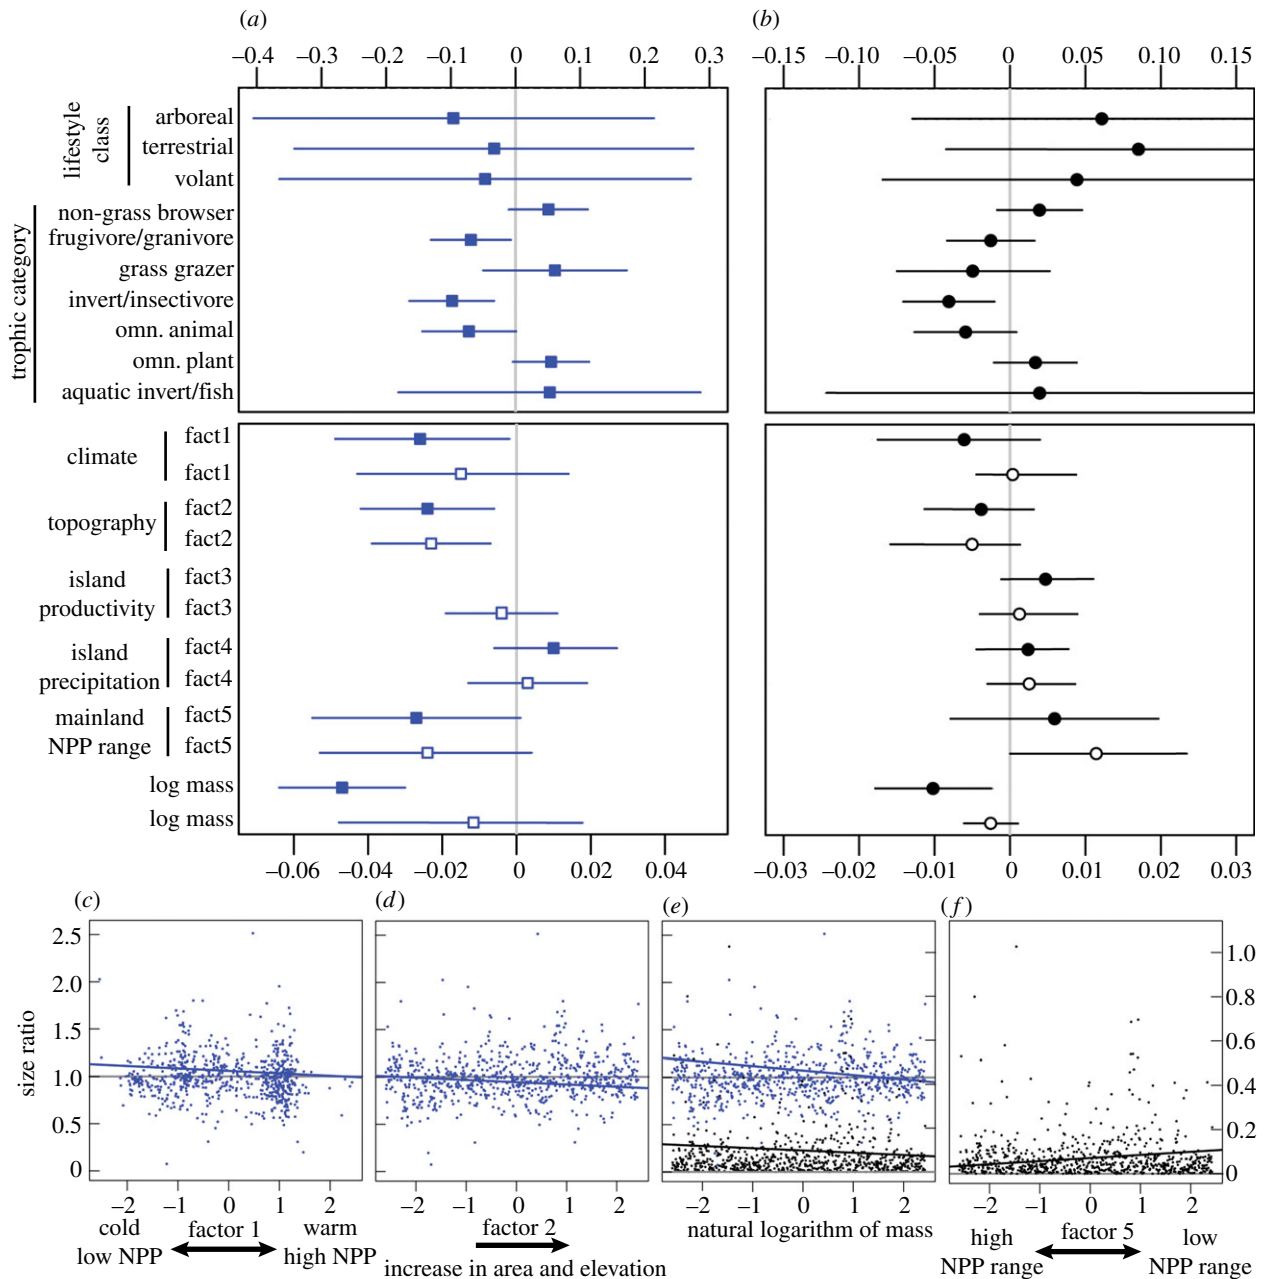 (a)
(b)
−0.4 −0.3 −0.2 −0.1 0 0.1 0.2 0.3
−0.15 −0.10 −0.05 0 0.05 0.10 0.15
lifestyle class
arboreal
terrestrial
volant
trophic category
non-grass browser
frugivore/granivore
grass grazer
invert/insectivore
omn. animal
omn. plant
aquatic invert/fish
climate
fact1
fact1
topography
fact2
fact2
island productivity
fact3
fact3
island precipitation
fact4
fact4
mainland NPP range
fact5
fact5
log mass
log mass
−0.06 −0.04 −0.02 0 0.02 0.04
−0.03 −0.02 −0.01 0 0.01 0.02 0.03
(c)
(d)
(e)
(f)
size ratio
2.5
2.0
1.5
1.0
0.5
0
1.0
0.8
0.6
0.4
0.2
0
−2 −1 0 1 2
−2 −1 0 1 2
−2 −1 0 1 2
−2 −1 0 1 2
cold low NPP
factor 1
warm high NPP
factor 2
increase in area and elevation
natural logarithm of mass
high NPP range
factor 5
low NPP range